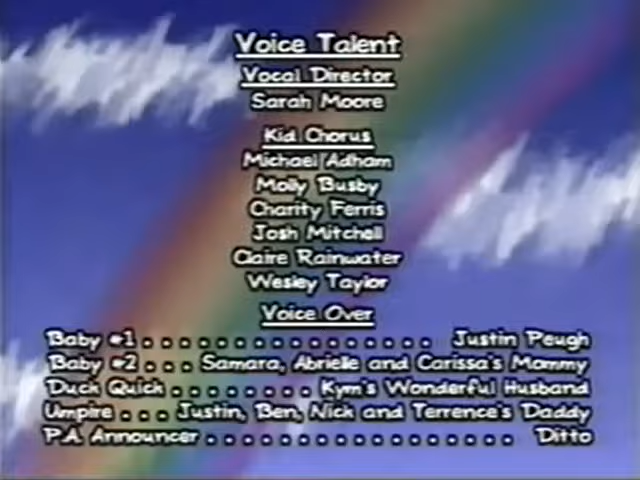 Voice Talent
Vocal Director
Sarah Moore
Kid Chorus
Michael Adham
Molly Busby
Charity Ferris
Josh Mitchell
Claire Rainwater
Wesley Taylor
Voice Over
Baby #1 . . . . . . . . . . . . . . . . Justin Peugh
Baby #2 . . . Samara, Abrielle and Carissa's Mommy
Duck Quick . . . . . . . . Kym's Wonderful Husband
Umpire . . . Justin, Ben, Nick and Terrence's Daddy
P.A. Announcer . . . . . . . . . . . . . . . . . . Ditto